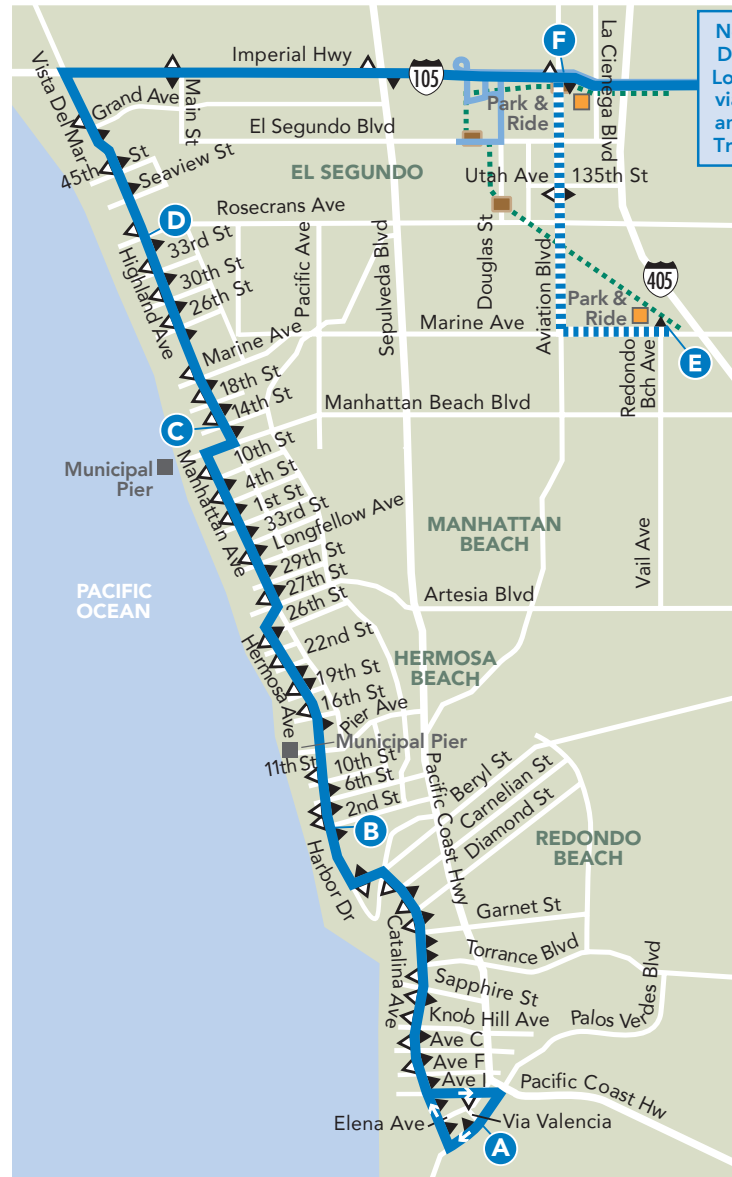 Imperial Hwy
F
N
D
Lo
via
an
Tr
105
La Cienega Blvd
Vista Del Mar
Grand Ave
Main St
Park &
Ride
El Segundo Blvd
45th St
Seaview St
EL SEGUNDO
Utah Ave
135th St
Rosecrans Ave
D
33rd St
30th St
26th St
Highland Ave
Pacific Ave
Sepulveda Blvd
Douglas St
Aviation Blvd
405
Park &
Ride
Marine Ave
Marine Ave
E
Redondo
Bch Ave
18th St
14th St
Manhattan Beach Blvd
C
10th St
Municipal
Pier
4th St
1st St
33rd St
Longfellow Ave
Manhattan Ave
MANHATTAN
BEACH
Vail Ave
29th St
27th St
26th St
PACIFIC
OCEAN
Artesia Blvd
22nd St
HERMOSA
BEACH
19th St
16th St
Hermosa Ave
Pier Ave
Municipal Pier
11th St
10th St
6th St
2nd St
B
Pacific Coast Hwy
Beryl St
Carnelian St
Diamond St
REDONDO
BEACH
Harbor Dr
Garnet St
Catalina Ave
Torrance Blvd
Sapphire St
Knob Hill Ave
Palos Verdes Blvd
Ave C
Ave F
Ave I
Pacific Coast Hw
Elena Ave
Via Valencia
A